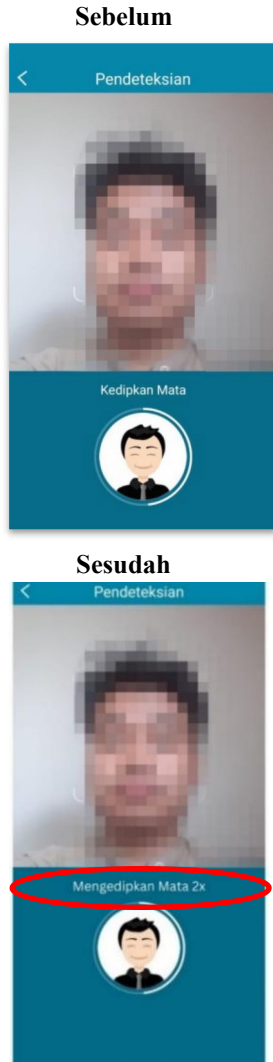 Sebelum
Pendeteksian
Kedipkan Mata
Sesudah
Pendeteksian
Mengedipkan Mata 2x